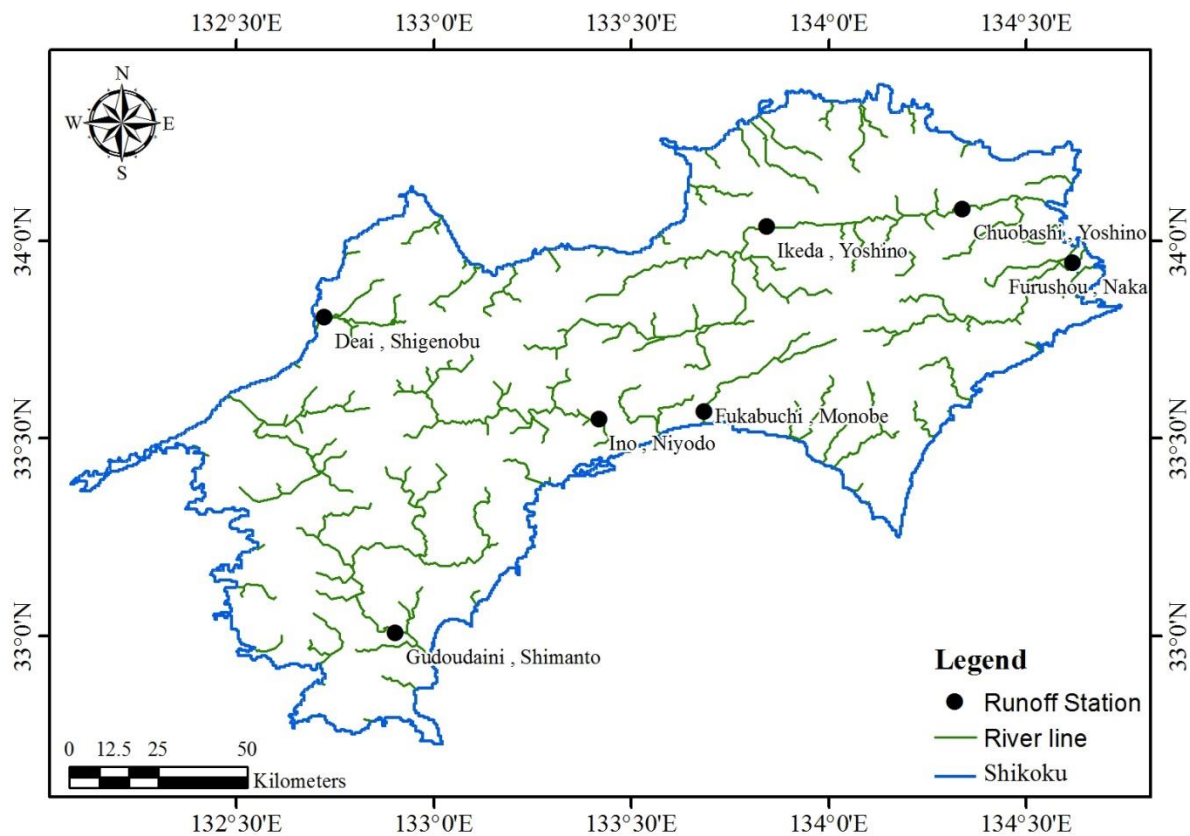 132°30'E 133°0'E 133°30'E 134°0'E 134°30'E
N
W E
S
34°0'N 34°0'N
Chuobashi , Yoshino
Ikeda , Yoshino
Furushou , Naka
Deai , Shigenobu
Fukabuchi , Monobe
Ino , Niyodo
33°30'N 33°30'N
33°0'N 33°0'N
Gudoudaini , Shimanto
Legend
Runoff Station
River line
Shikoku
0 12.5 25 50
Kilometers
132°30'E 133°0'E 133°30'E 134°0'E 134°30'E